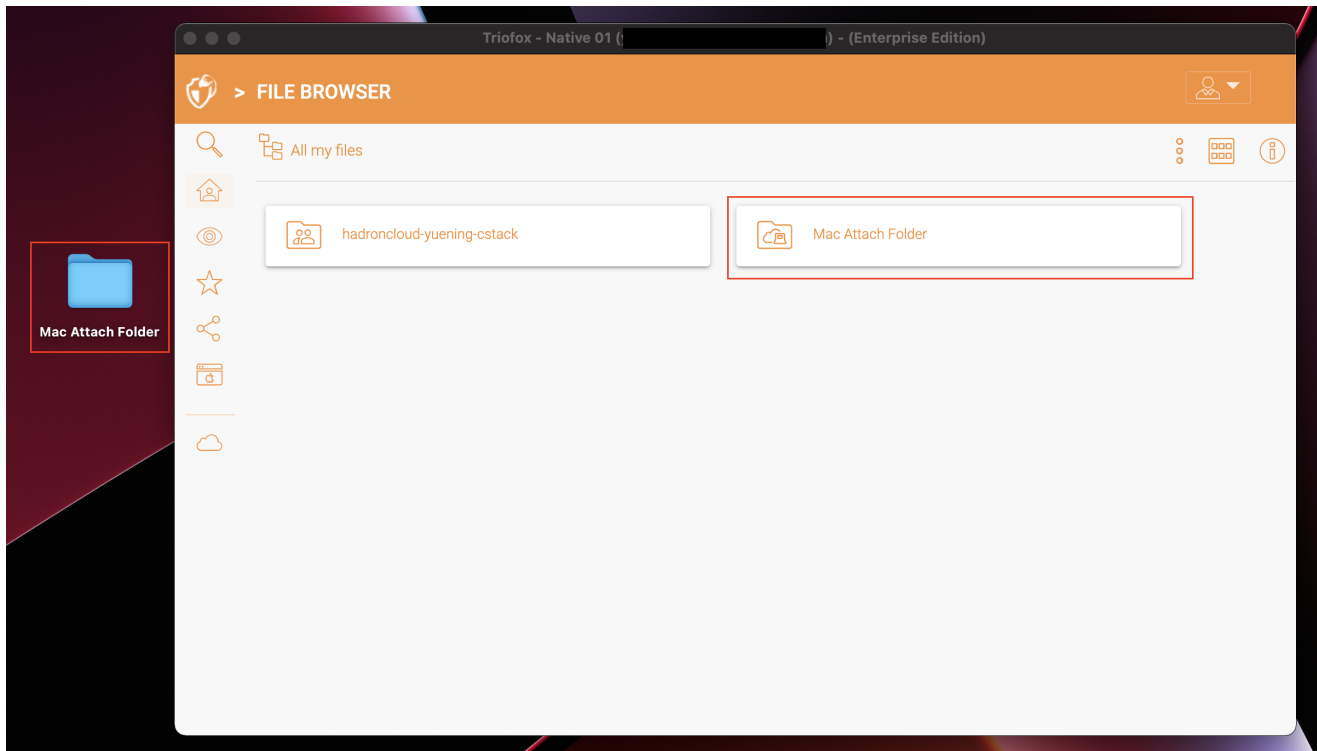 Triofox - Native 01 () - (Enterprise Edition)
> FILE BROWSER
All my files
hadroncloud-yuening-cstack
Mac Attach Folder
Mac Attach Folder